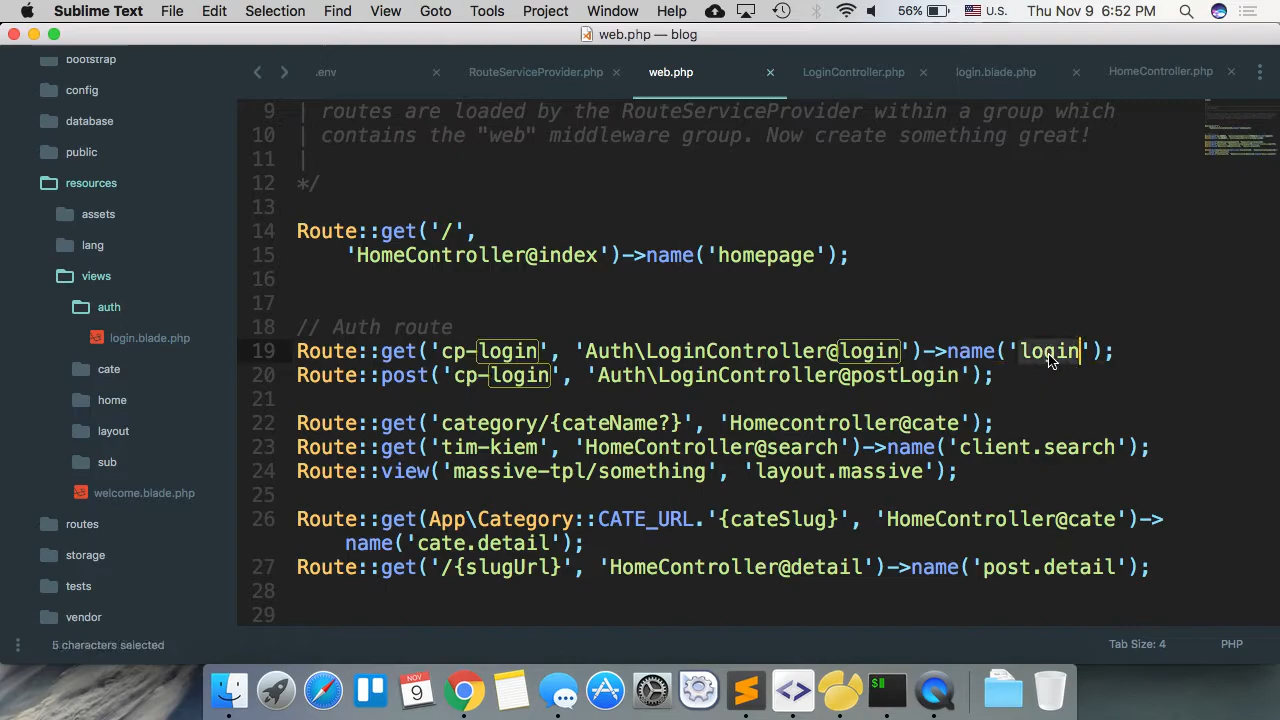 Sublime Text File Edit Selection Find View Goto Tools Project Window Help 56% U.S. Thu Nov 9 6:52 PM
web.php — blog
.env RouteServiceProvider.php web.php LoginController.php login.blade.php HomeController.php
bootstrap
config
database
public
resources
assets
lang
views
auth
login.blade.php
cate
home
layout
sub
welcome.blade.php
routes
storage
tests
vendor
9 | routes are loaded by the RouteServiceProvider within a group which
10 | contains the "web" middleware group. Now create something great!
11 |
12 */
13
14 Route::get('/',
15 'HomeController@index')->name('homepage');
16
17
18 // Auth route
19 Route::get('cp-login', 'Auth\LoginController@login')->name('login');
20 Route::post('cp-login', 'Auth\LoginController@postLogin');
21
22 Route::get('category/{cateName?}', 'Homecontroller@cate');
23 Route::get('tim-kiem', 'HomeController@search')->name('client.search');
24 Route::view('massive-tpl/something', 'layout.massive');
25
26 Route::get(App\Category::CATE_URL.'{cateSlug}', 'HomeController@cate')->
name('cate.detail');
27 Route::get('/{slugUrl}', 'HomeController@detail')->name('post.detail');
28
29
5 characters selected Tab Size: 4 PHP
NOV
9
$